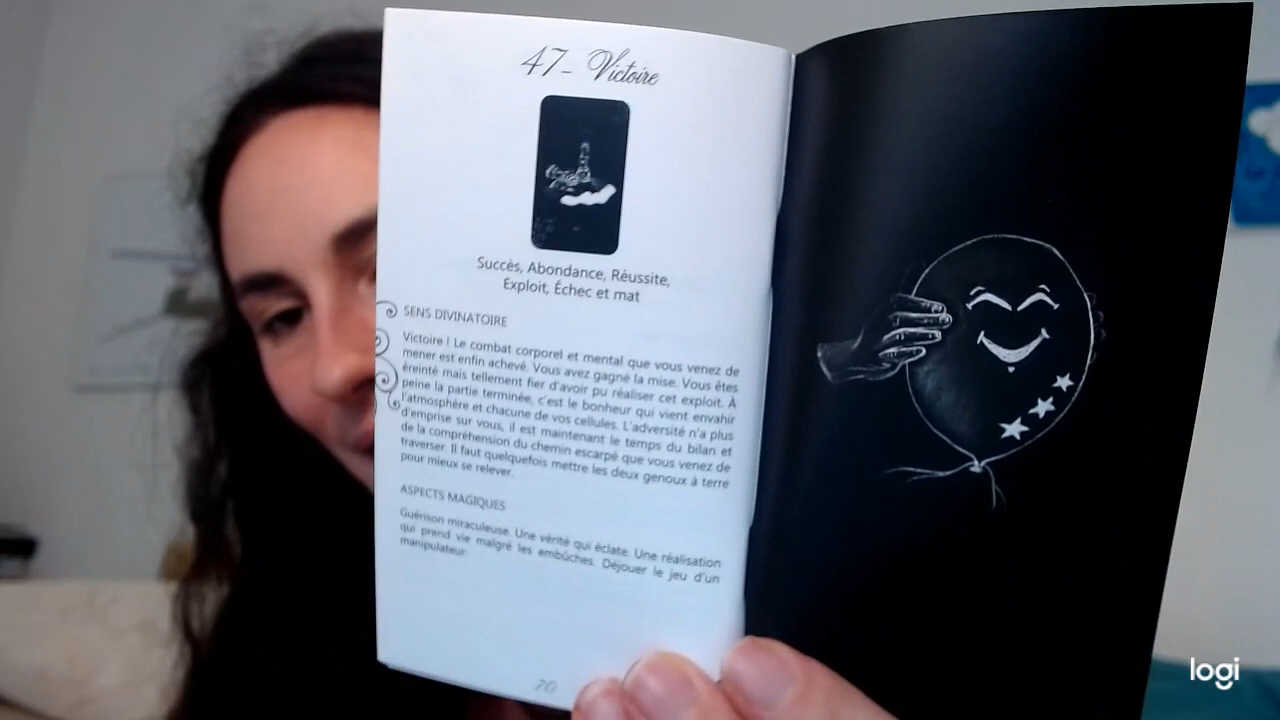 47- Victoire
Succès, Abondance, Réussite,
Exploit, Échec et mat
SENS DIVINATOIRE
Victoire ! Le combat corporel et mental que vous venez de
mener est enfin achevé. Vous avez gagné la mise. Vous êtes
éreinté mais tellement fier d'avoir pu réaliser cet exploit. À
peine la partie terminée, c'est le bonheur qui vient envahir
l'atmosphère et chacune de vos cellules. L'adversité n'a plus
d'emprise sur vous, il est maintenant le temps du bilan et
de la compréhension du chemin escarpé que vous venez de
traverser. Il faut quelquefois mettre les deux genoux à terre
pour mieux se relever.
ASPECTS MAGIQUES
Guérison miraculeuse. Une vérité qui éclate. Une réalisation
qui prend vie malgré les embûches. Déjouer le jeu d'un
manipulateur.
70
logi